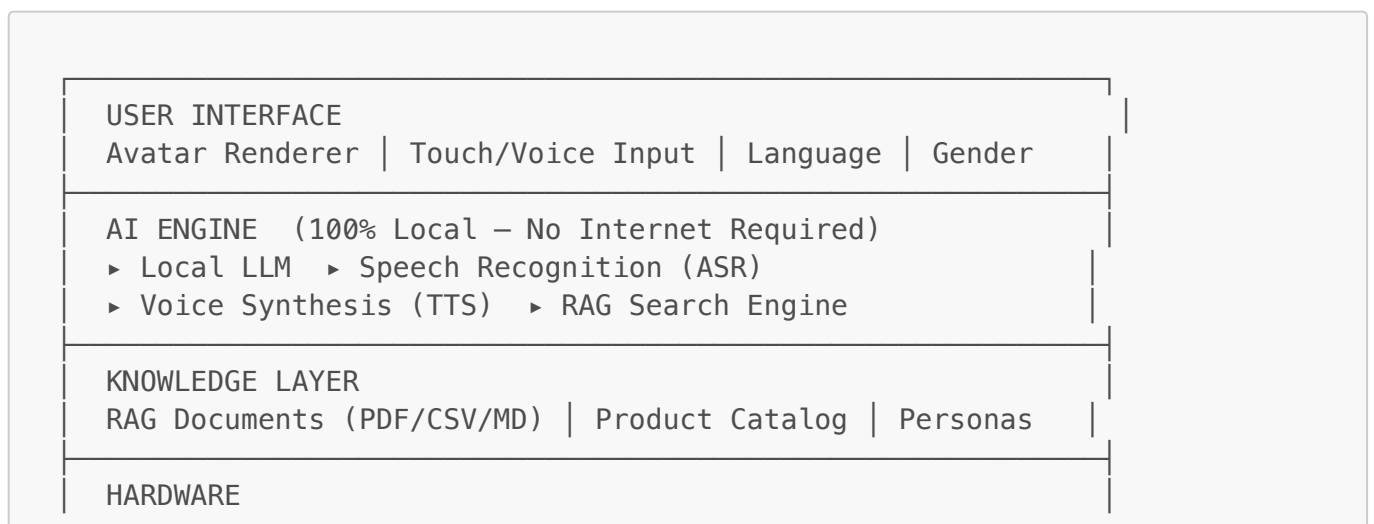 USER INTERFACE
Avatar Renderer │ Touch/Voice Input │ Language │ Gender
AI ENGINE (100% Local — No Internet Required)
▸ Local LLM ▸ Speech Recognition (ASR)
▸ Voice Synthesis (TTS) ▸ RAG Search Engine
KNOWLEDGE LAYER
RAG Documents (PDF/CSV/MD) │ Product Catalog │ Personas
HARDWARE